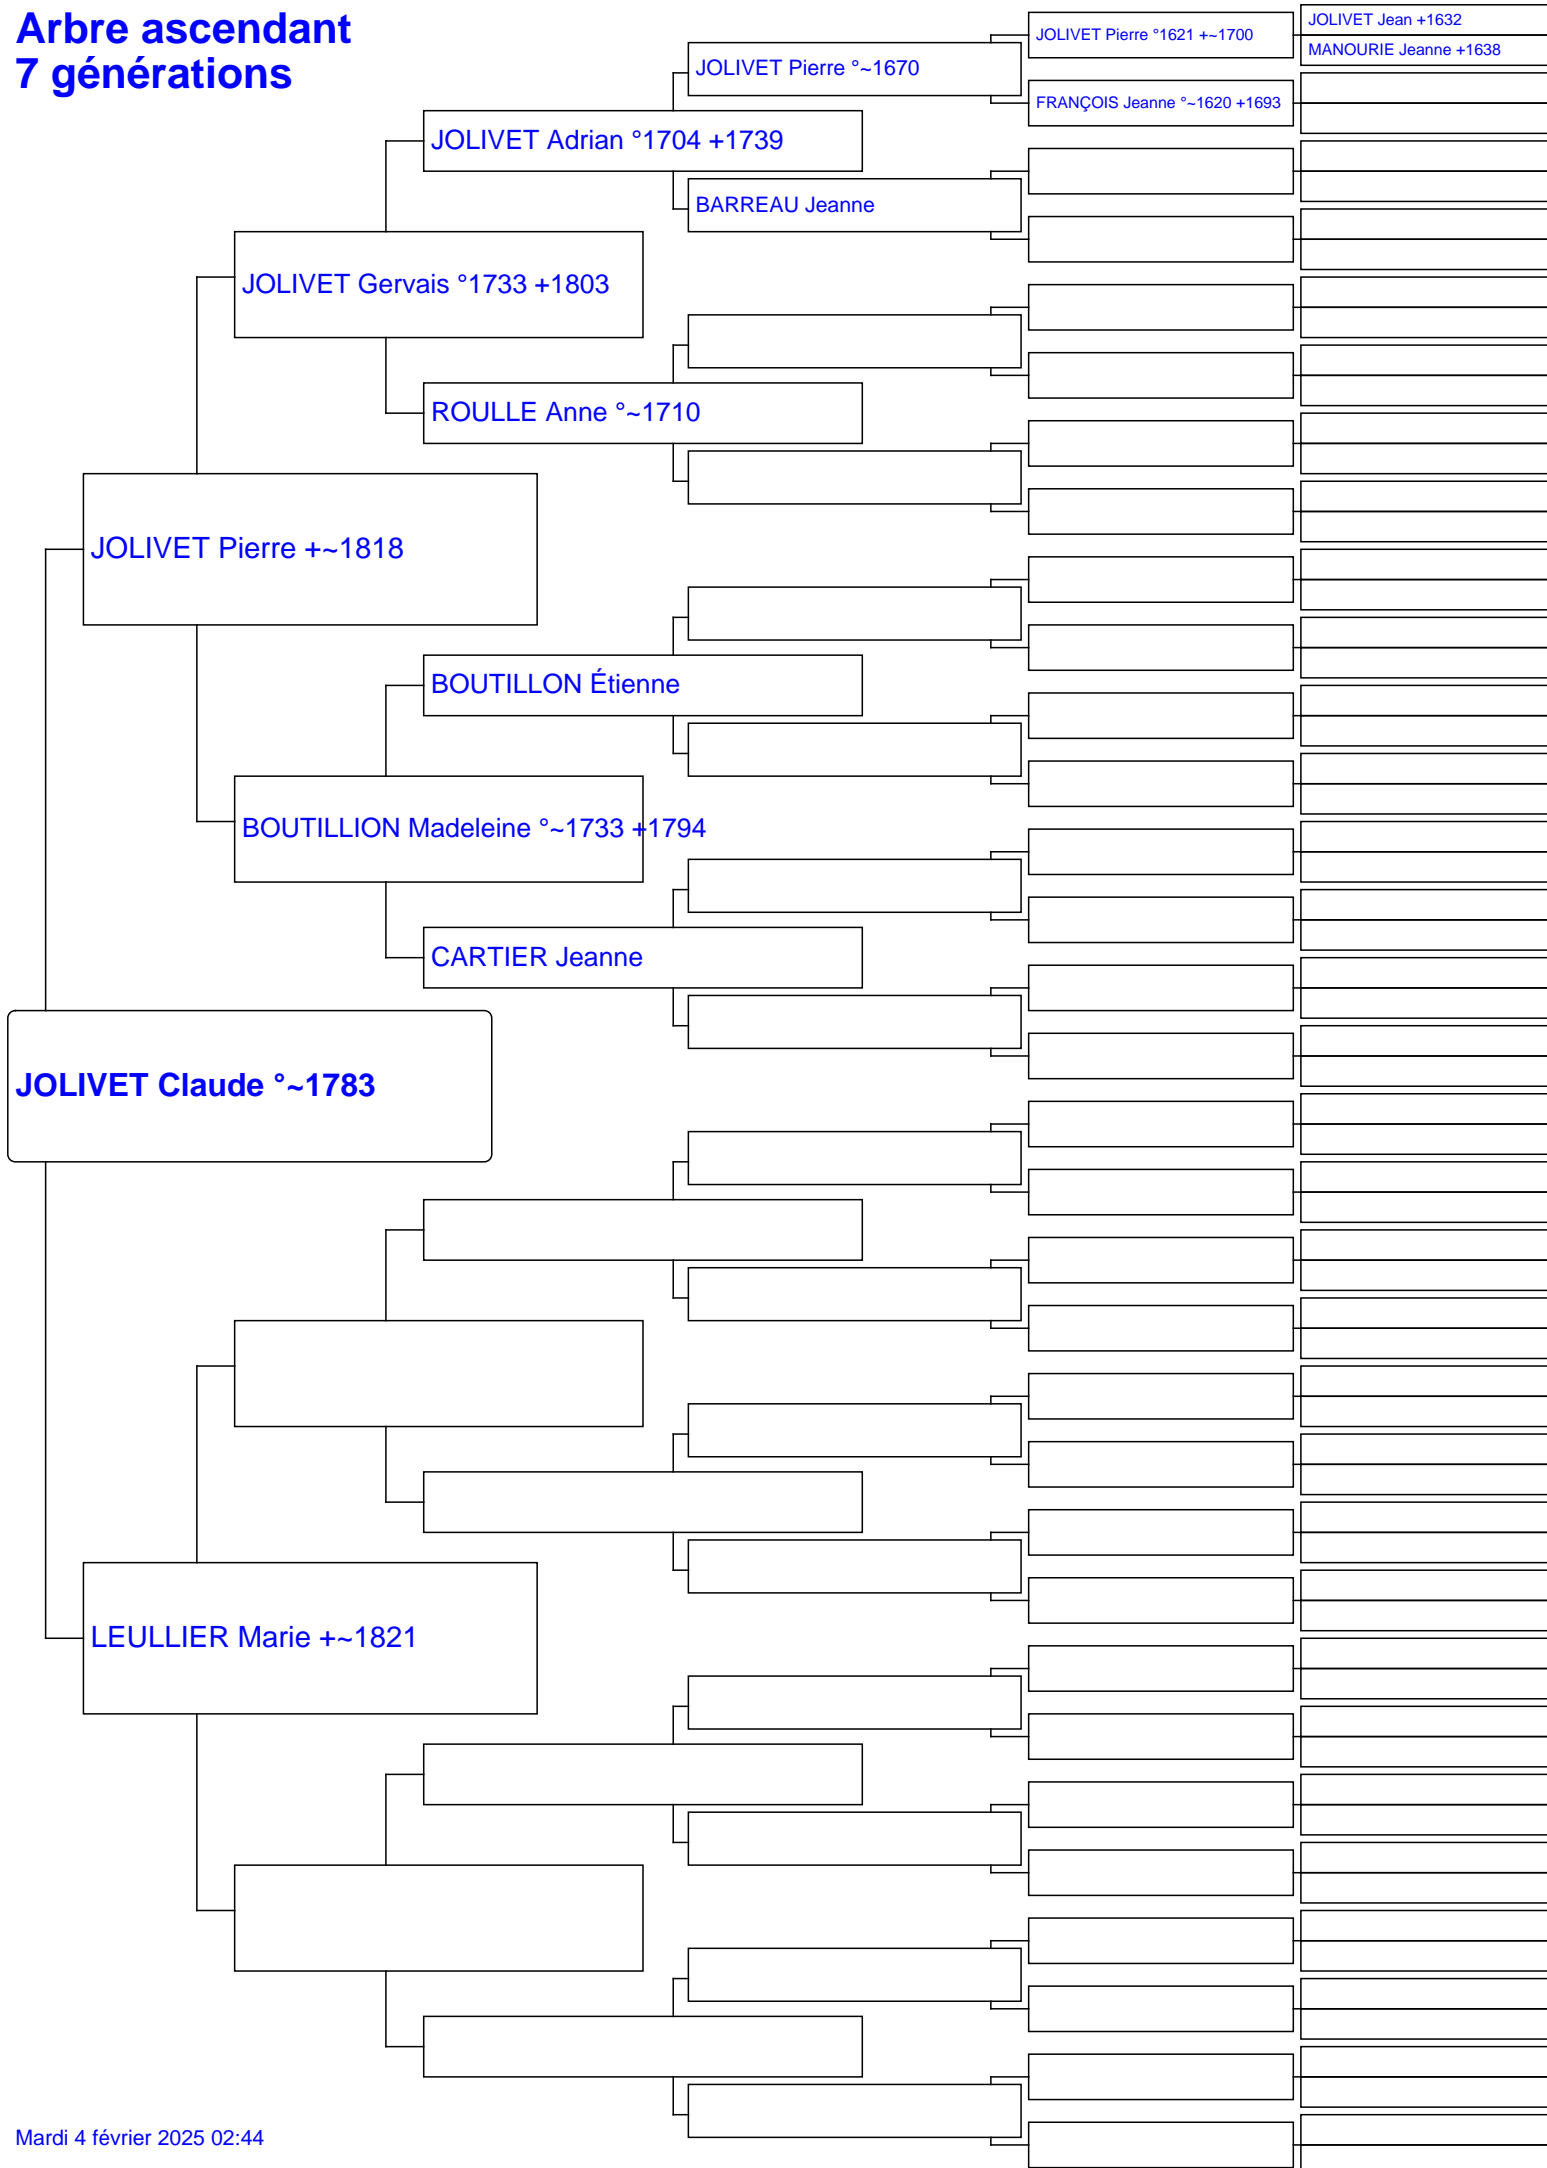 Arbre ascendant
7 générations
JOLIVET Jean +1632
JOLIVET Pierre °1621 +~1700
MANOURIE Jeanne +1638
JOLIVET Pierre °~1670
FRANÇOIS Jeanne °~1620 +1693
JOLIVET Adrian °1704 +1739
BARREAU Jeanne
JOLIVET Gervais °1733 +1803
ROULLE Anne °~1710
JOLIVET Pierre +~1818
BOUTILLON Étienne
BOUTILLION Madeleine °~1733 +1794
CARTIER Jeanne
JOLIVET Claude °~1783
LEULLIER Marie +~1821
Mardi 4 février 2025 02:44